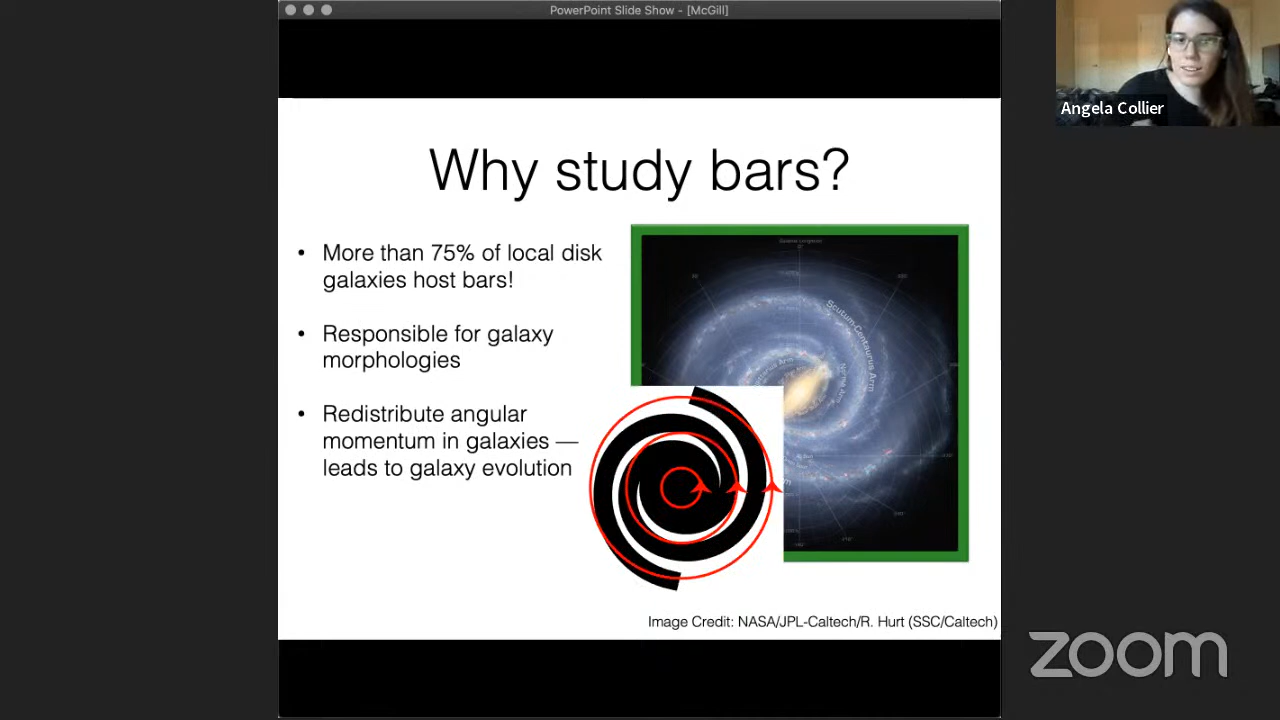 PowerPoint Slide Show - [McGill]
Angela Collier
Why study bars?
• More than 75% of local disk
galaxies host bars!
• Responsible for galaxy
morphologies
• Redistribute angular
momentum in galaxies —
leads to galaxy evolution
Scutum-Centaurus Arm
Norma Arm
Image Credit: NASA/JPL-Caltech/R. Hurt (SSC/Caltech)
zoom